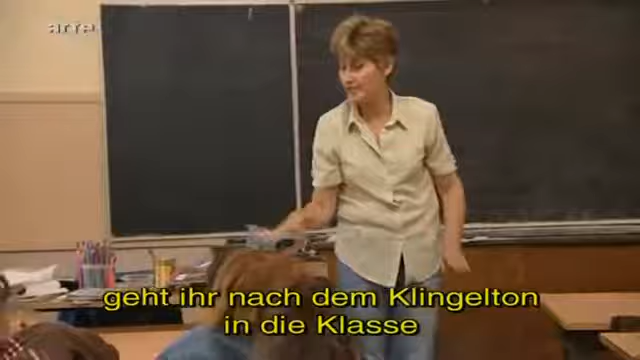 arte
geht ihr nach dem Klingelton
in die Klasse